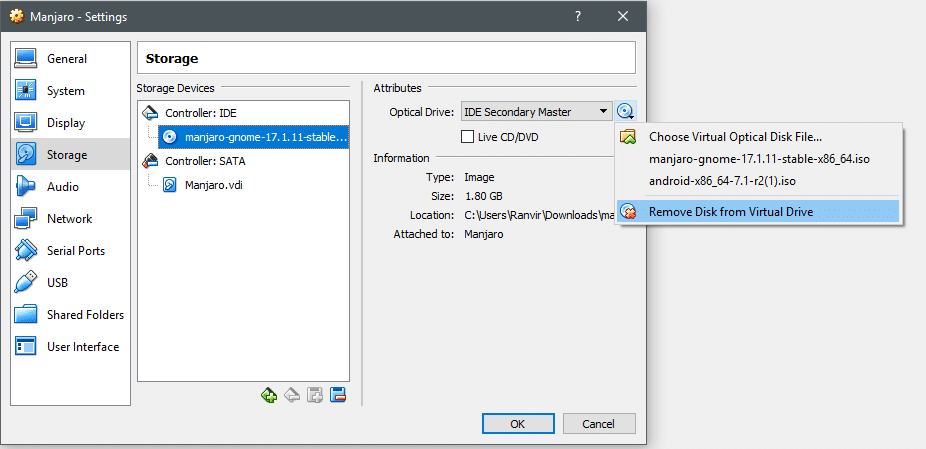 Manjaro - Settings
General
System
Display
Storage
Audio
Network
Serial Ports
USB
Shared Folders
User Interface
Storage
Storage Devices
Controller: IDE
manjaro-gnome-17.1.11-stable...
Controller: SATA
Manjaro.vdi
Attributes
Optical Drive: IDE Secondary Master
Live CD/DVD
Information
Type: Image
Size: 1.80 GB
Location: C:\Users\Ranvir\Downloads\ma
Attached to: Manjaro
Choose Virtual Optical Disk File...
manjaro-gnome-17.1.11-stable-x86_64.iso
android-x86_64-7.1-r2(1).iso
Remove Disk from Virtual Drive
OK Cancel